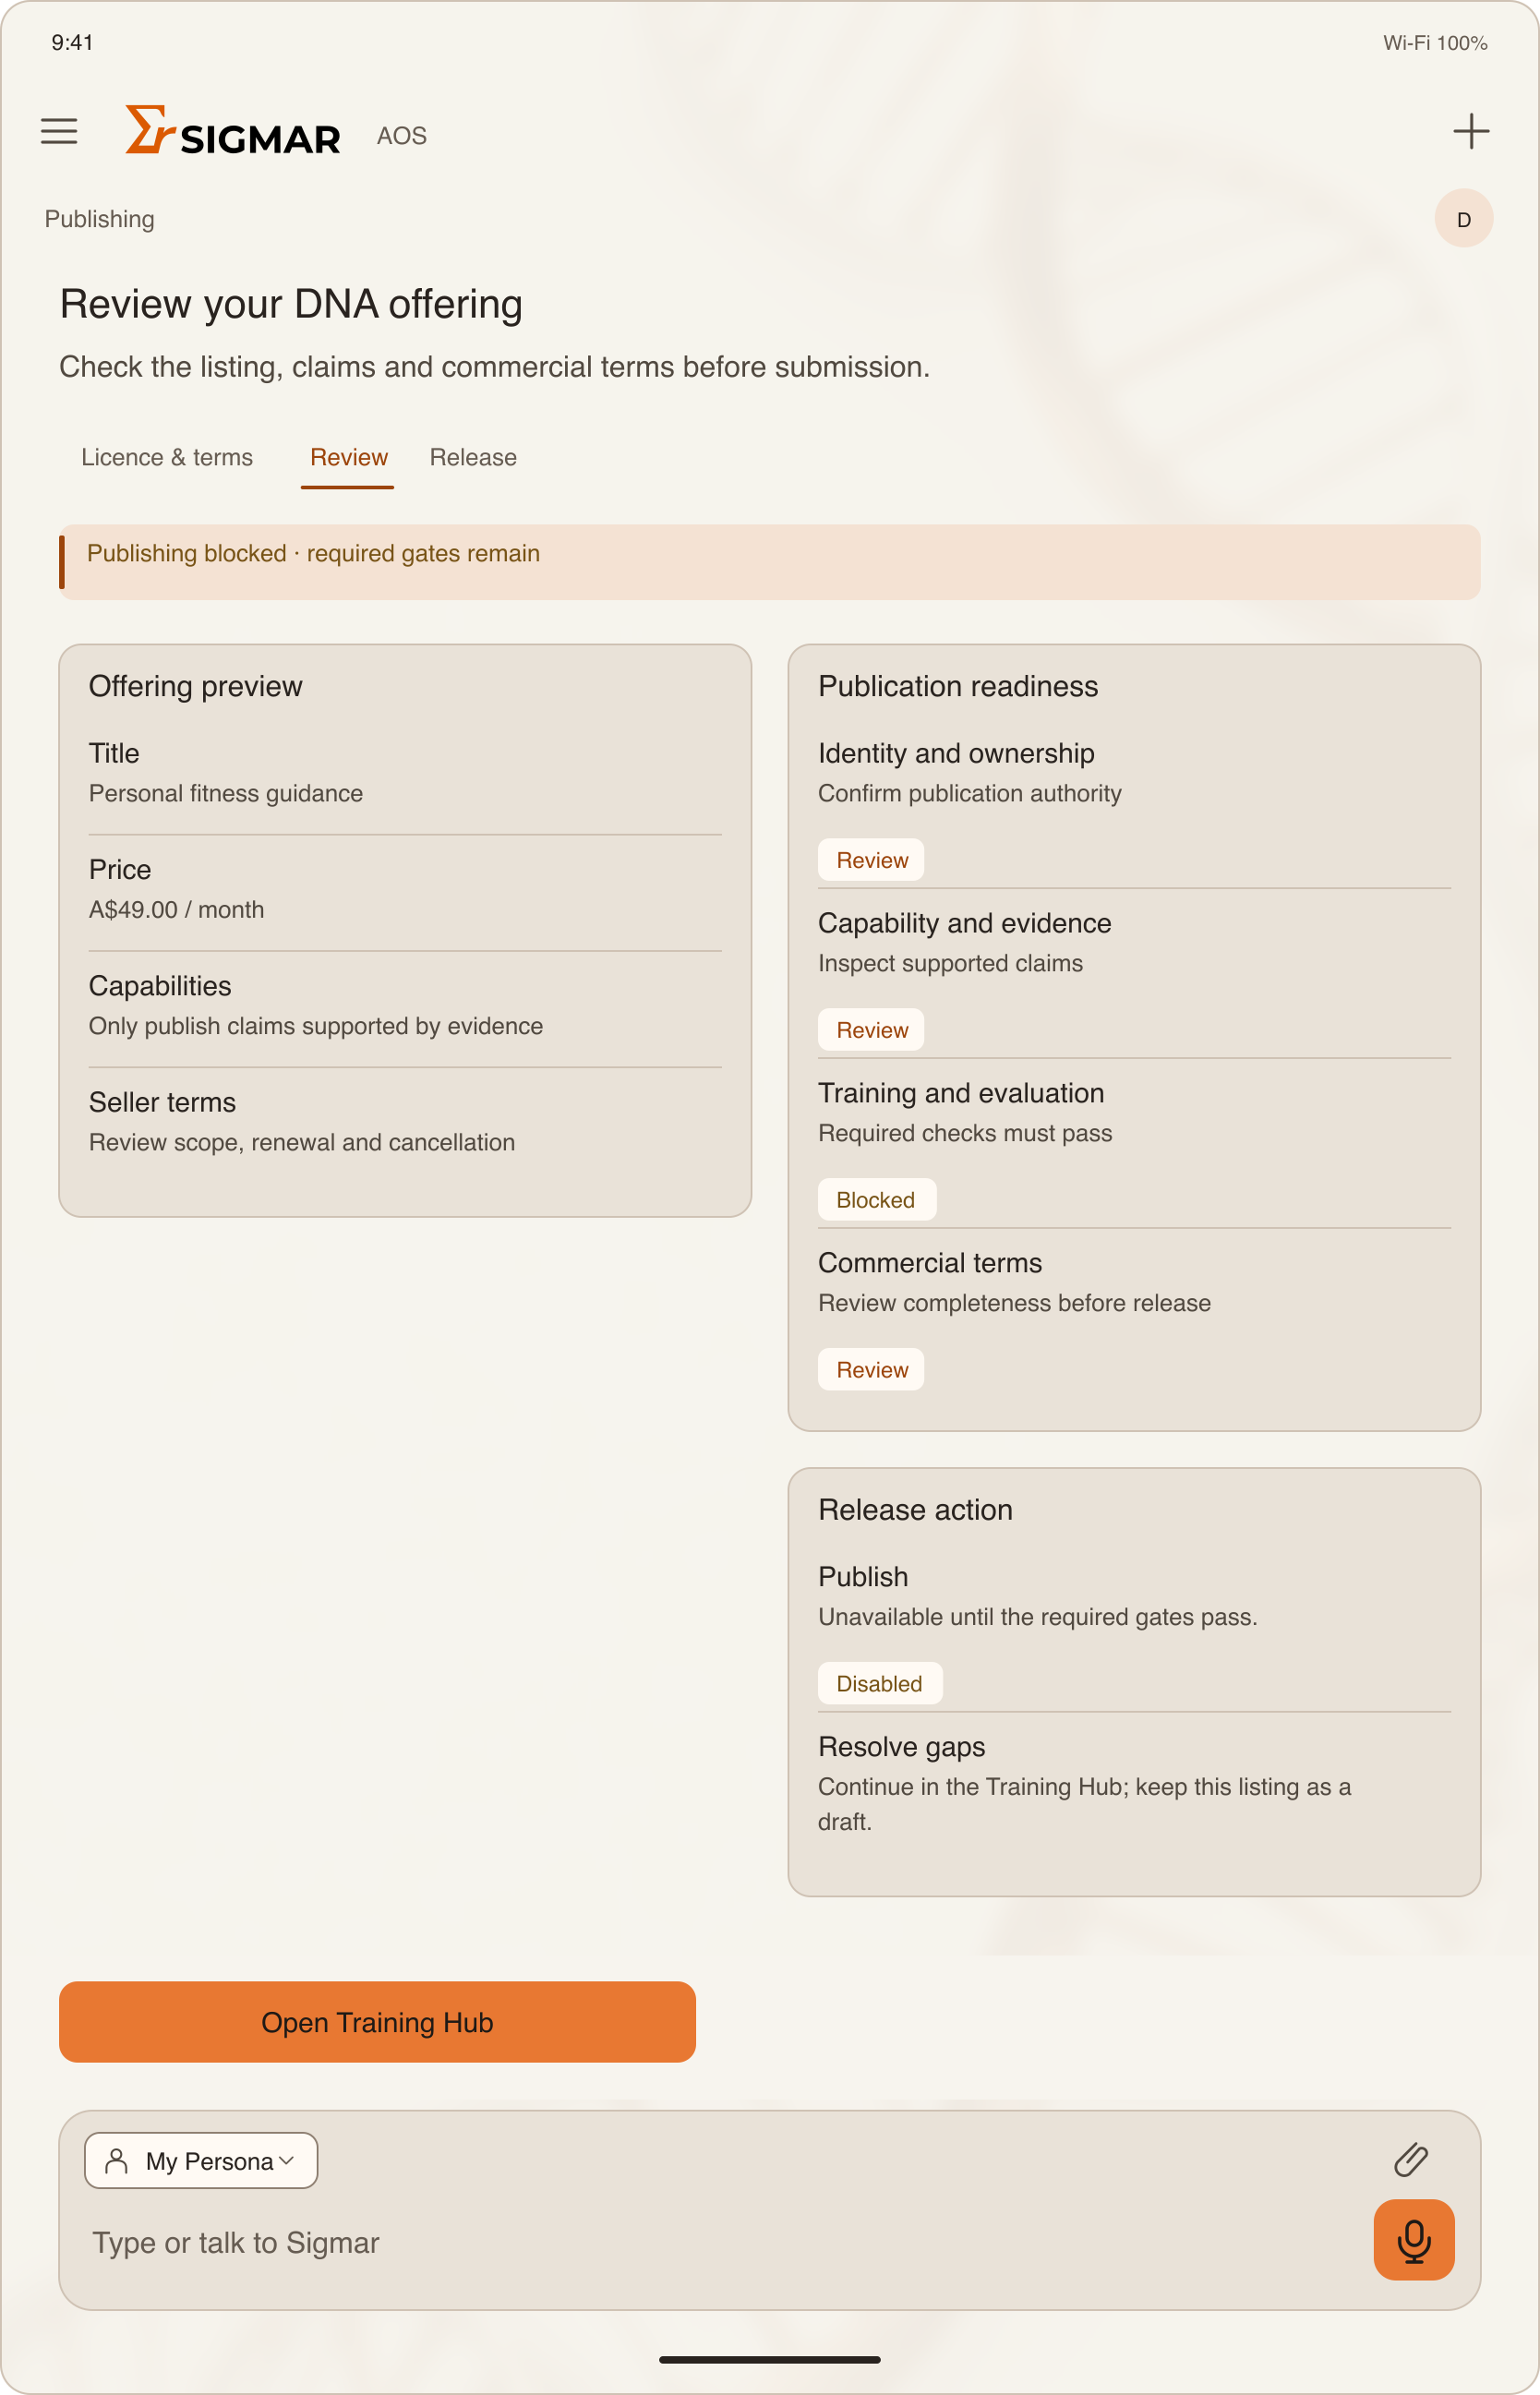 9:41
Wi-Fi 100%
SIGMAR
AOS
Publishing
D
Review your DNA offering
Check the listing, claims and commercial terms before submission.
Licence & terms
Review
Release
Publishing blocked · required gates remain
Offering preview
Title
Personal fitness guidance
Price
A$49.00 / month
Capabilities
Only publish claims supported by evidence
Seller terms
Review scope, renewal and cancellation
Publication readiness
Identity and ownership
Confirm publication authority
Review
Capability and evidence
Inspect supported claims
Review
Training and evaluation
Required checks must pass
Blocked
Commercial terms
Review completeness before release
Review
Release action
Publish
Unavailable until the required gates pass.
Disabled
Resolve gaps
Continue in the Training Hub; keep this listing as a
draft.
Open Training Hub
My Persona
Type or talk to Sigmar